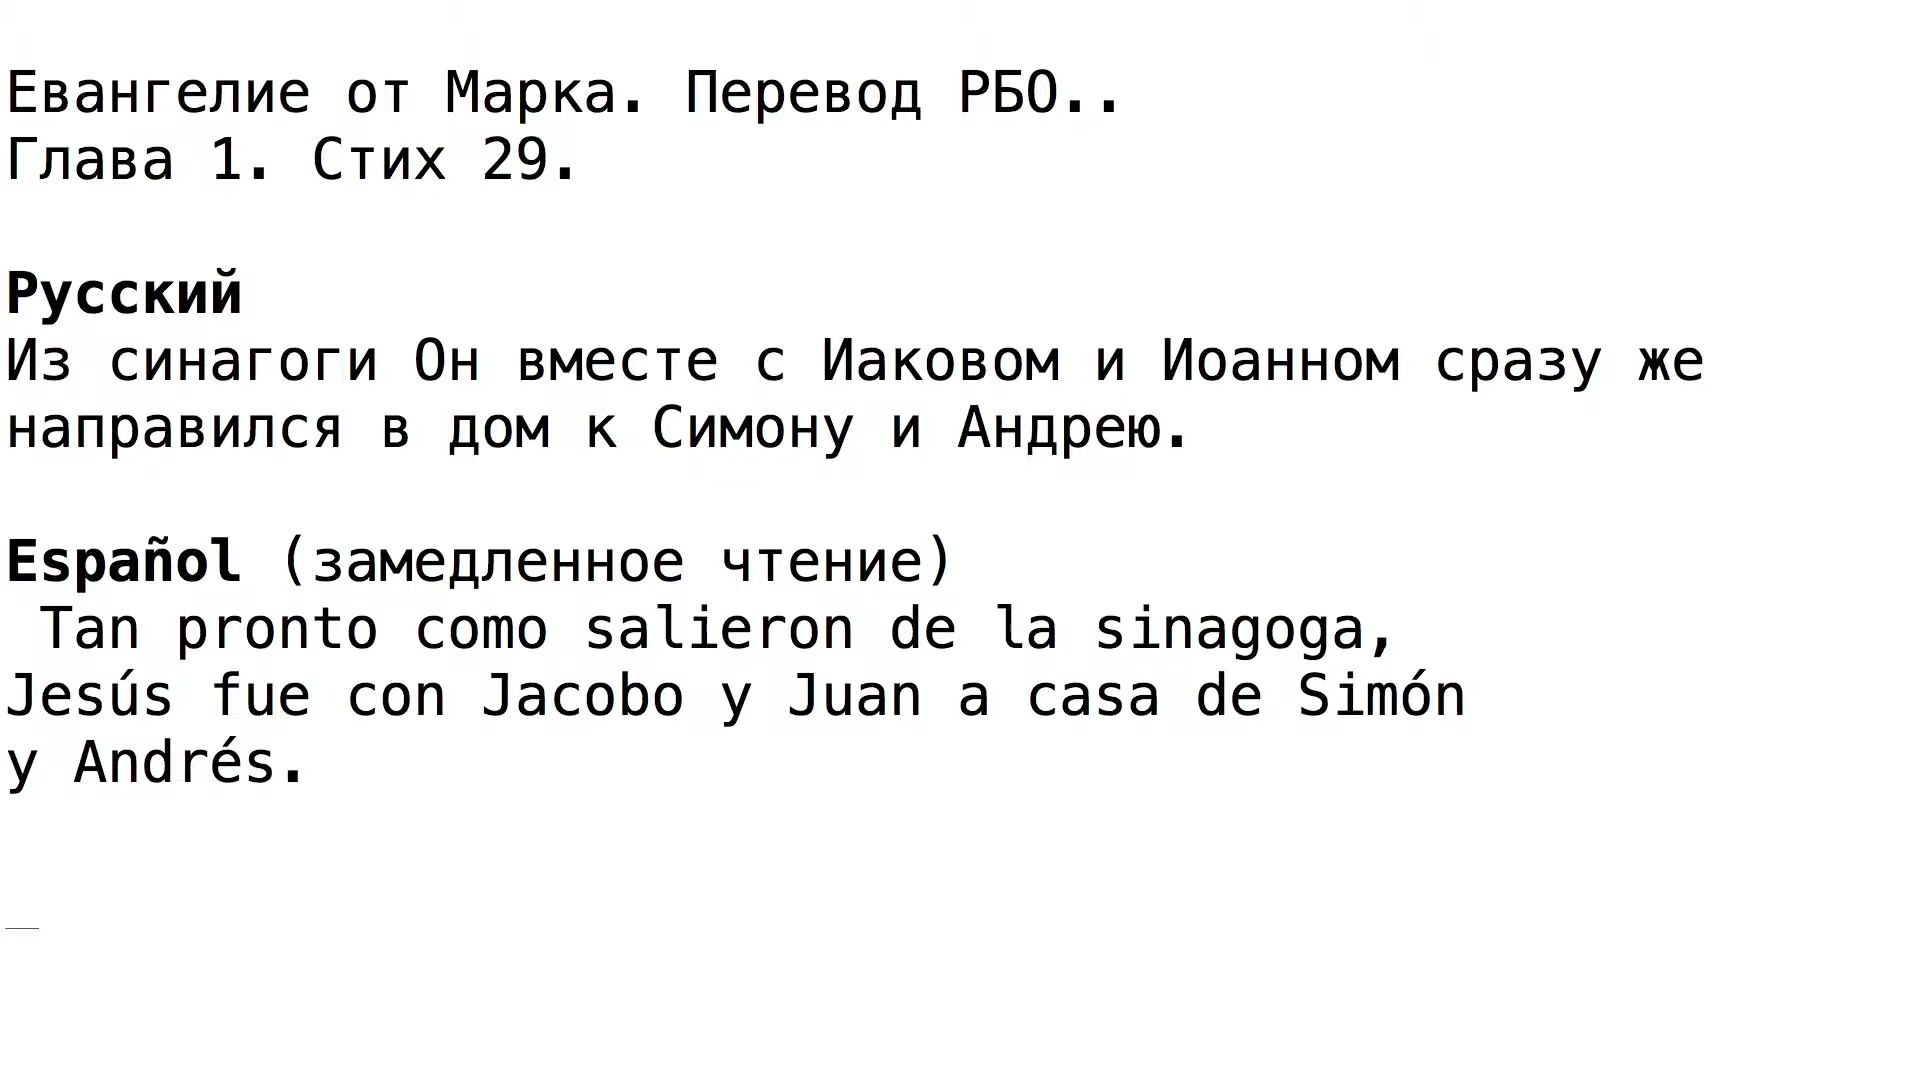 Евангелие от Марка. Перевод РБО..
Глава 1. Стих 29.
Русский
Из синагоги Он вместе с Иаковом и Иоанном сразу же
направился в дом к Симону и Андрею.
Español (замедленное чтение)
Tan pronto como salieron de la sinagoga,
Jesús fue con Jacobo y Juan a casa de Simón
y Andrés.